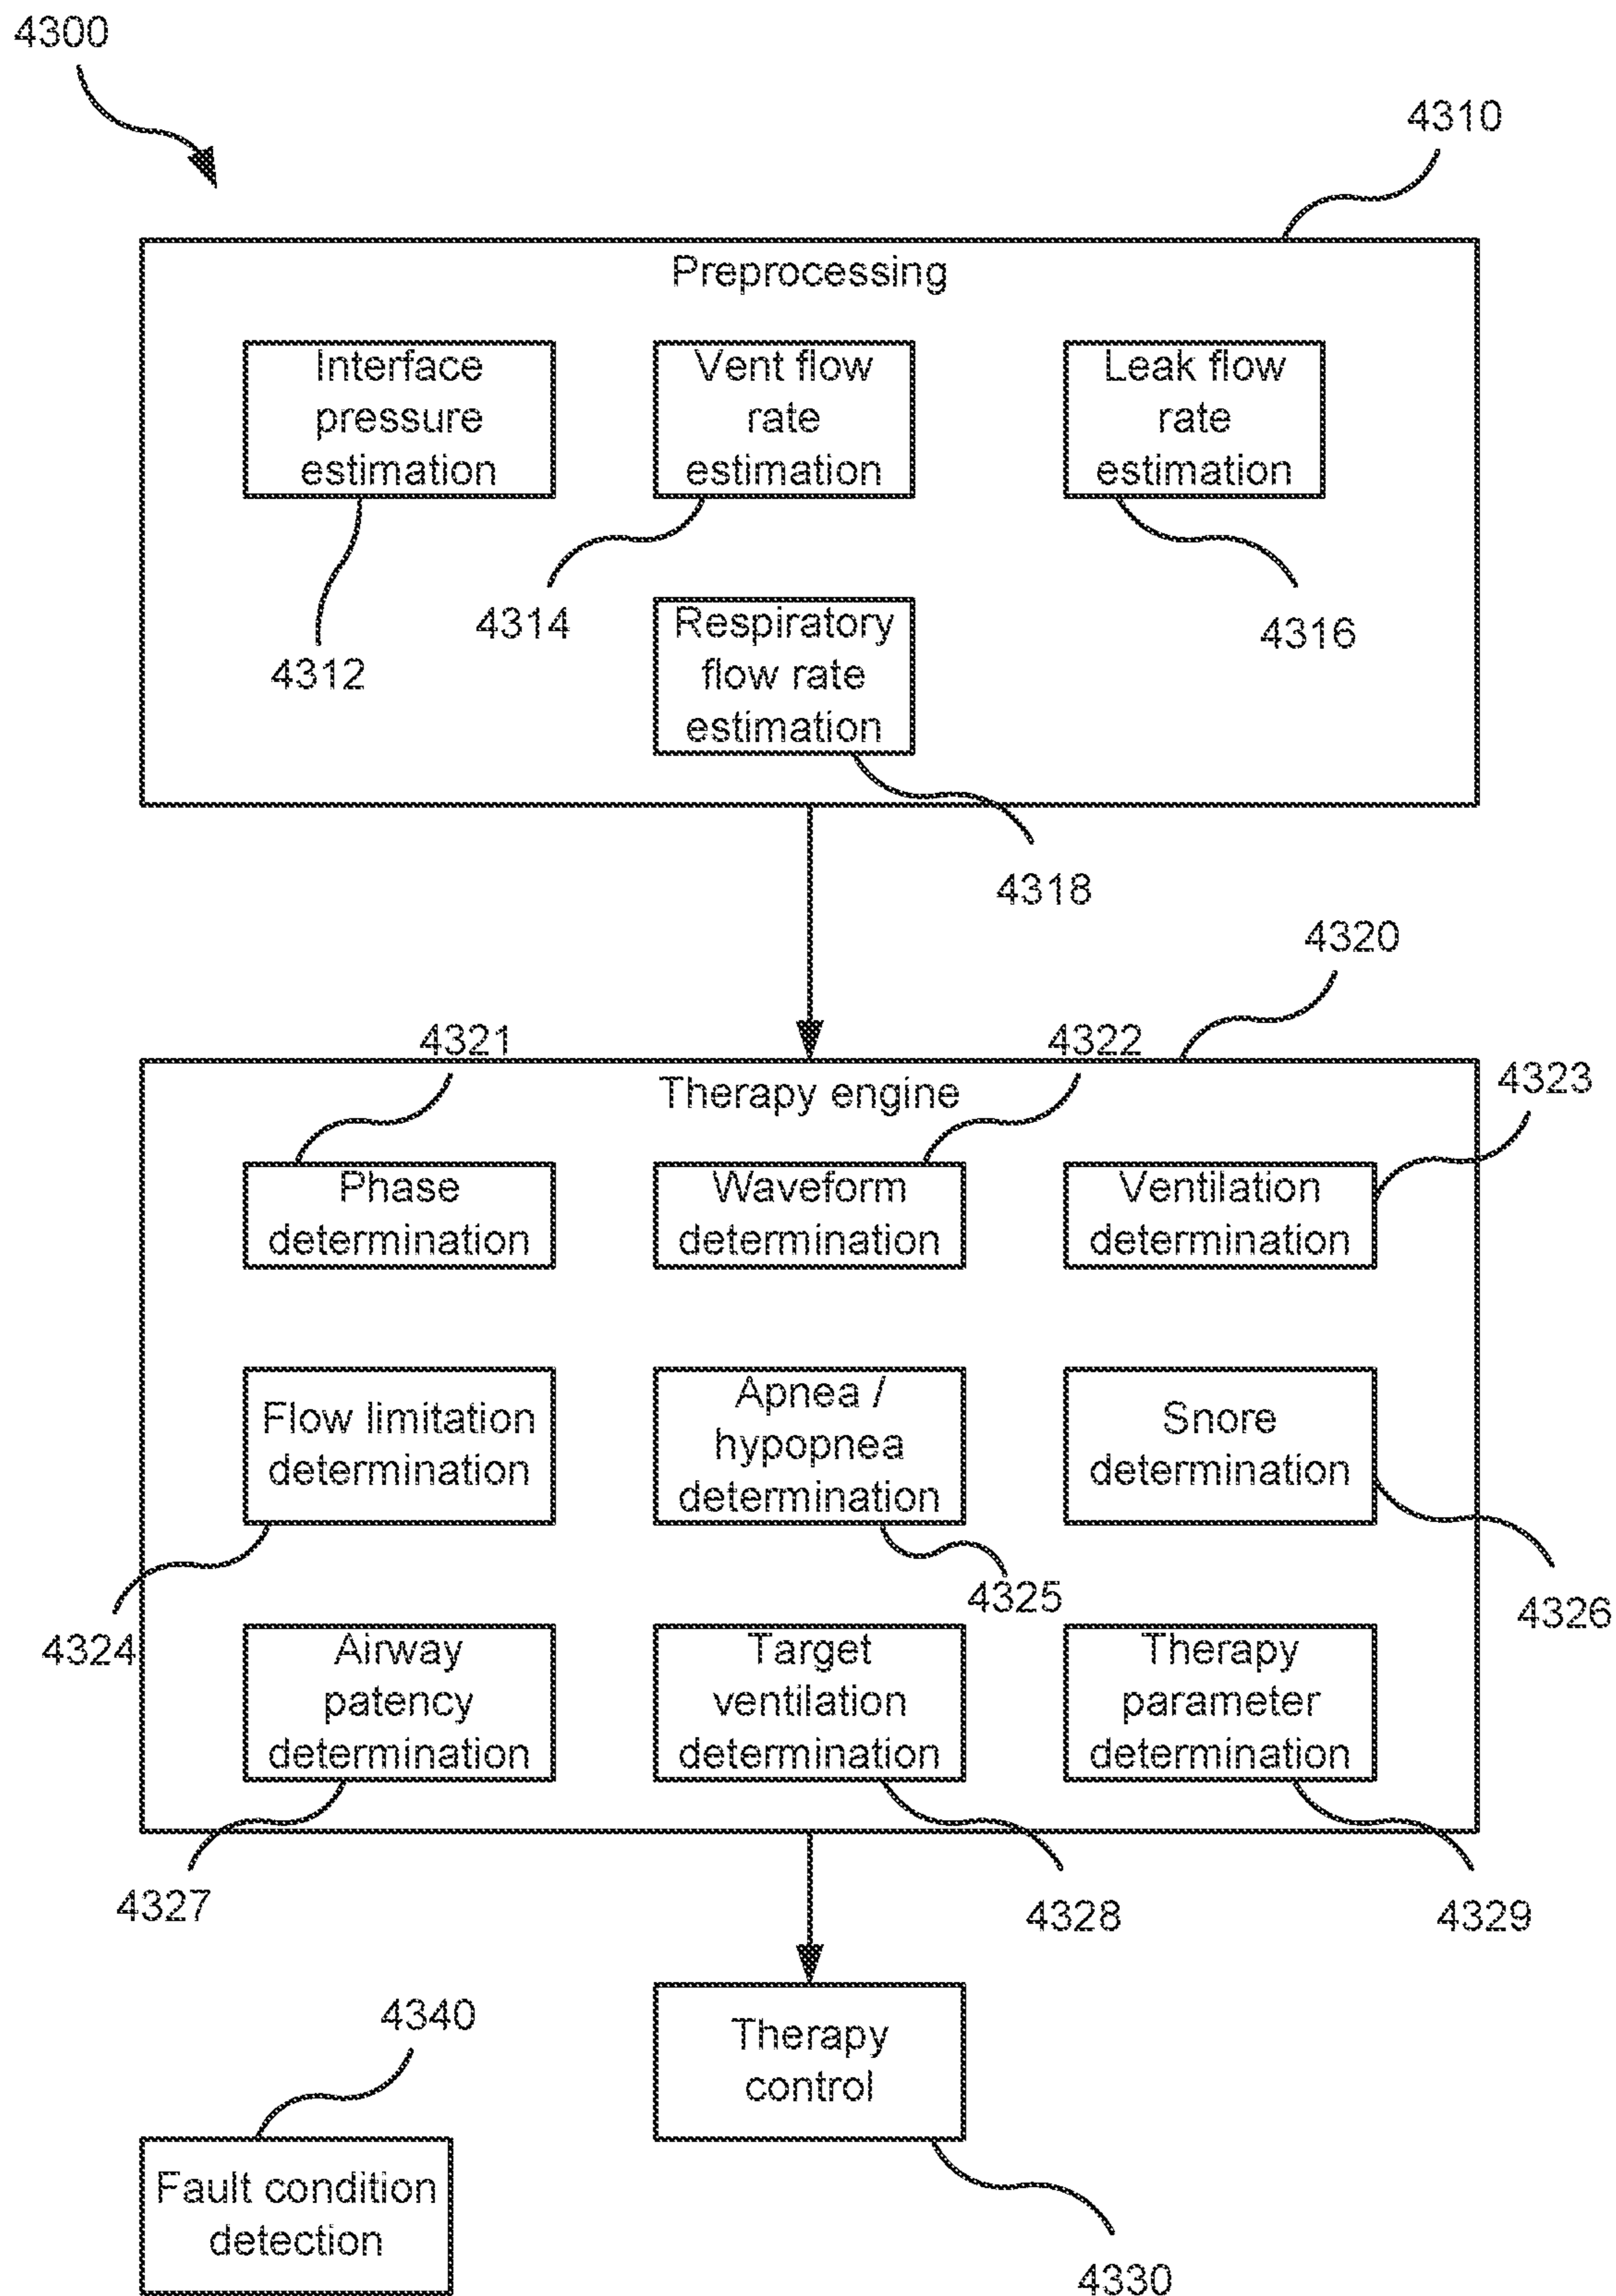 4300
4310
Preprocessing
Interface
pressure
estimation
Vent flow
rate
estimation
Leak flow
rate
estimation
4312
4314
4316
Respiratory
flow rate
estimation
4318
4320
4321
4322
4323
Therapy engine
Phase
determination
Waveform
determination
Ventilation
determination
Flow limitation
determination
Apnea /
hypopnea
determination
Snore
determination
4324
4325
4326
Airway
patency
determination
Target
ventilation
determination
Therapy
parameter
determination
4327
4328
4329
4340
Therapy
control
Fault condition
detection
4330